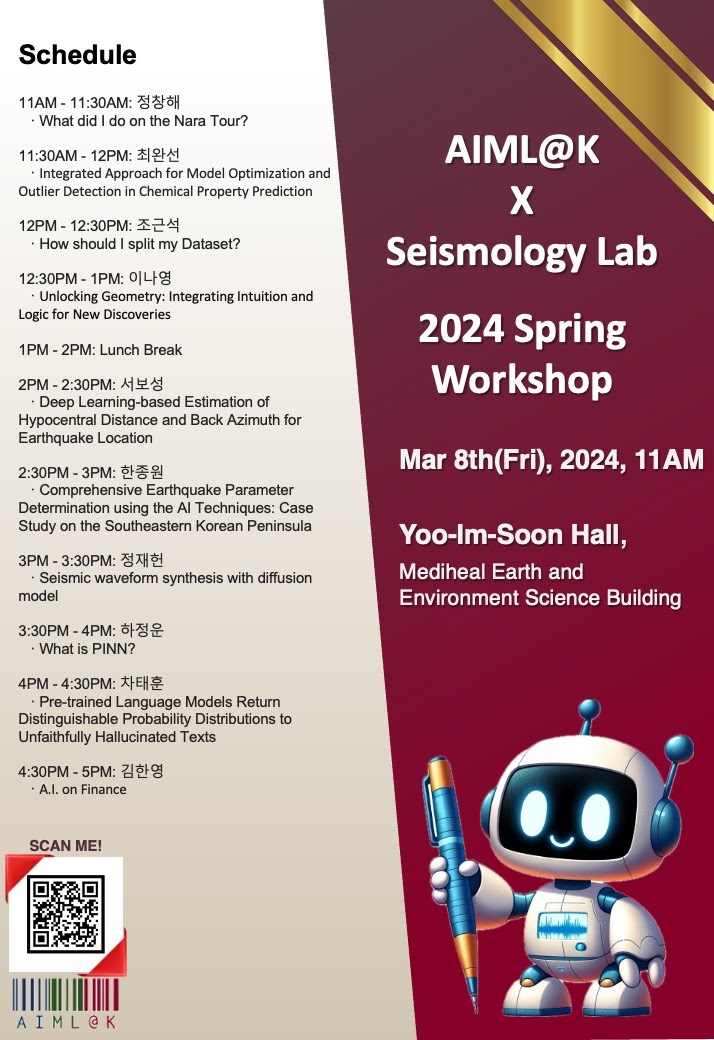 Schedule
11AM - 11:30AM: 정창해
· What did I do on the Nara Tour?
11:30AM - 12PM: 최완선
· Integrated Approach for Model Optimization and
Outlier Detection in Chemical Property Prediction
12PM - 12:30PM: 조근석
· How should I split my Dataset?
12:30PM - 1PM: 이나영
· Unlocking Geometry: Integrating Intuition and
Logic for New Discoveries
1PM - 2PM: Lunch Break
2PM - 2:30PM: 서보성
· Deep Learning-based Estimation of
Hypocentral Distance and Back Azimuth for
Earthquake Location
2:30PM - 3PM: 한종원
· Comprehensive Earthquake Parameter
Determination using the AI Techniques: Case
Study on the Southeastern Korean Peninsula
3PM - 3:30PM: 정재헌
· Seismic waveform synthesis with diffusion
model
3:30PM - 4PM: 하정운
· What is PINN?
4PM - 4:30PM: 차태훈
· Pre-trained Language Models Return
Distinguishable Probability Distributions to
Unfaithfully Hallucinated Texts
4:30PM - 5PM: 김한영
· A.I. on Finance
SCAN ME!
AIML@K
AIML@K
X
Seismology Lab
2024 Spring
Workshop
Mar 8th(Fri), 2024, 11AM
Yoo-Im-Soon Hall,
Mediheal Earth and
Environment Science Building